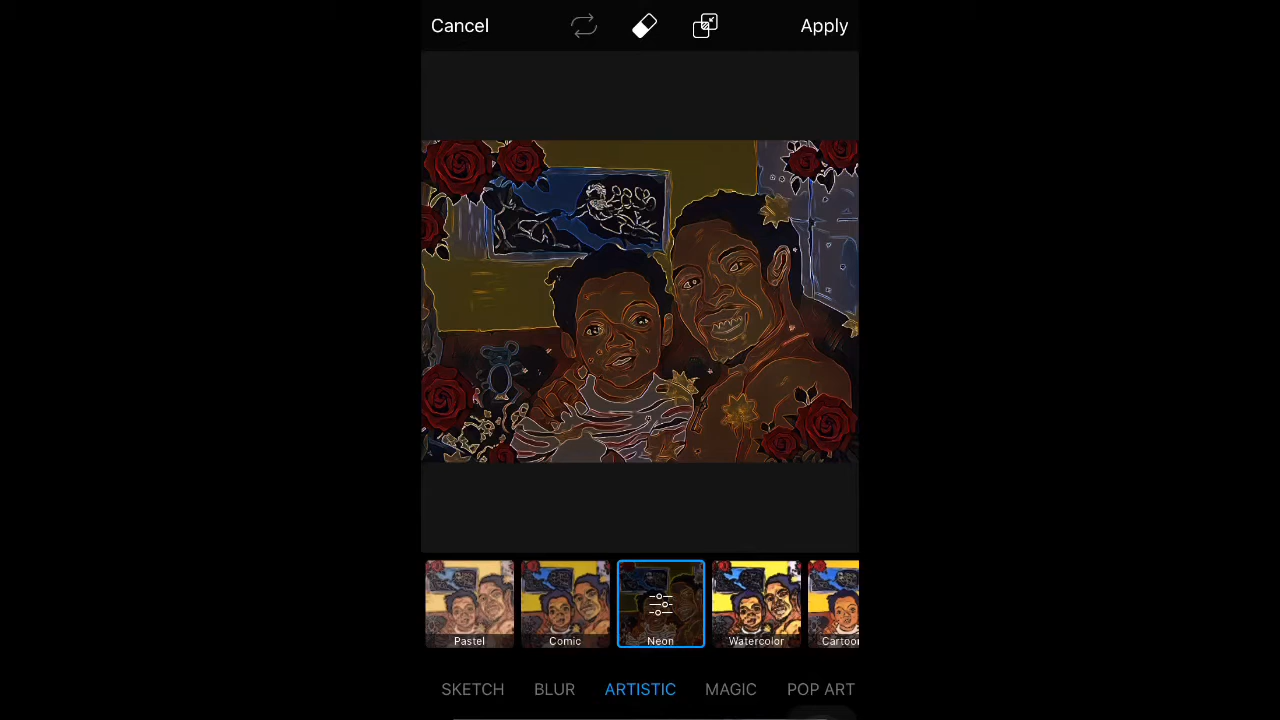 Cancel
Apply
Pastel
Comic
Neon
Watercolor
Cartoon
SKETCH
BLUR
ARTISTIC
MAGIC
POP ART